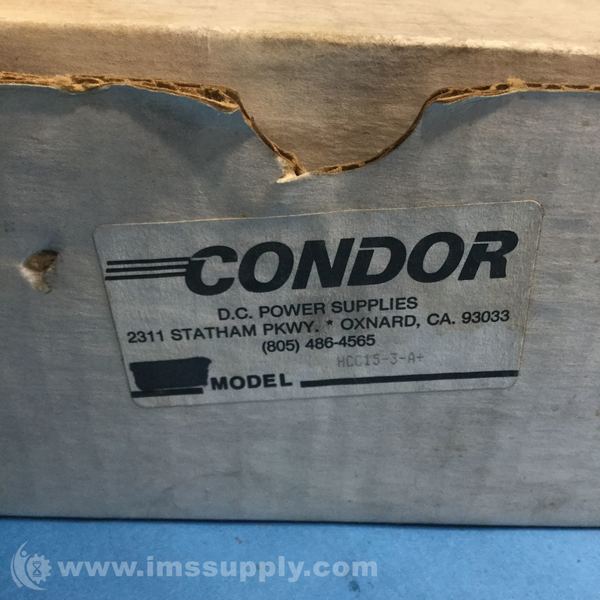 CONDOR
D.C. POWER SUPPLIES
2311 STATHAM PKWY. * OXNARD, CA. 93033
(805) 486-4565
HCC15-3-A+
MODEL
www.imssupply.com